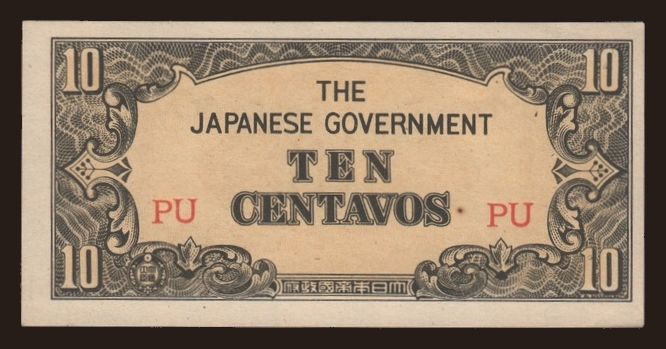 10 10
THE
JAPANESE GOVERNMENT
TEN
PU CENTAVOS PU
10 10
府政國帝本日大